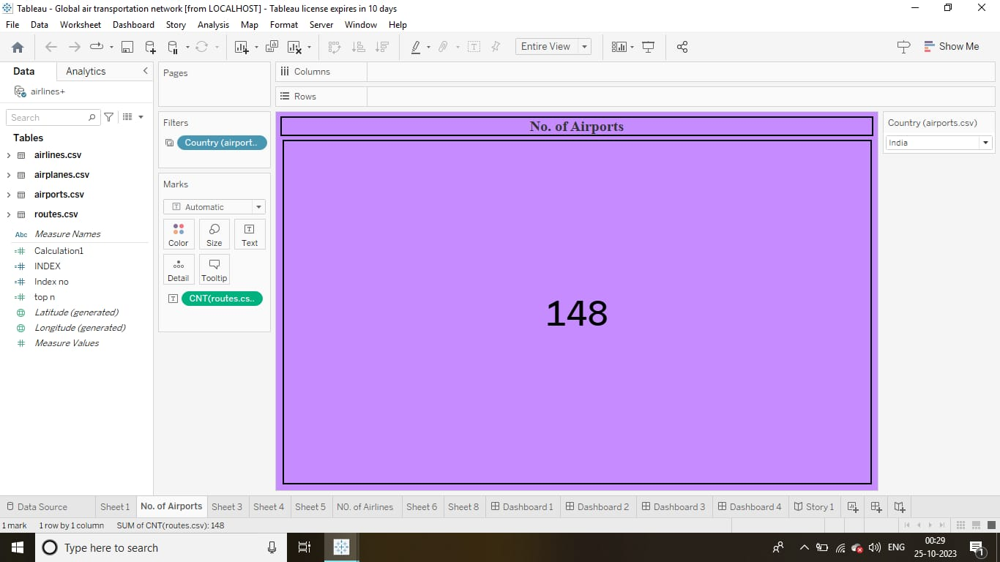 Tableau - Global air transportation network [from LOCALHOST] - Tableau license expires in 10 days
File Data Worksheet Dashboard Story Analysis Map Format Server Window Help
Entire View
Show Me
Data Analytics
airlines+
Search
Tables
airlines.csv
airplanes.csv
airports.csv
routes.csv
Abc Measure Names
Calculation1
INDEX
Index no
top n
Latitude (generated)
Longitude (generated)
Measure Values
Pages
Filters
Country (airport..
Marks
Automatic
Color Size Text
Detail Tooltip
CNT(routes.cs..
Columns
Rows
No. of Airports
148
Country (airports.csv)
India
Data Source Sheet 1 No. of Airports Sheet 3 Sheet 4 Sheet 5 N0. of Airlines Sheet 6 Sheet 8 Dashboard 1 Dashboard 2 Dashboard 3 Dashboard 4 Story 1
1 mark 1 row by 1 column SUM of CNT(routes.csv): 148
Type here to search
ENG
00:29
25-10-2023
1